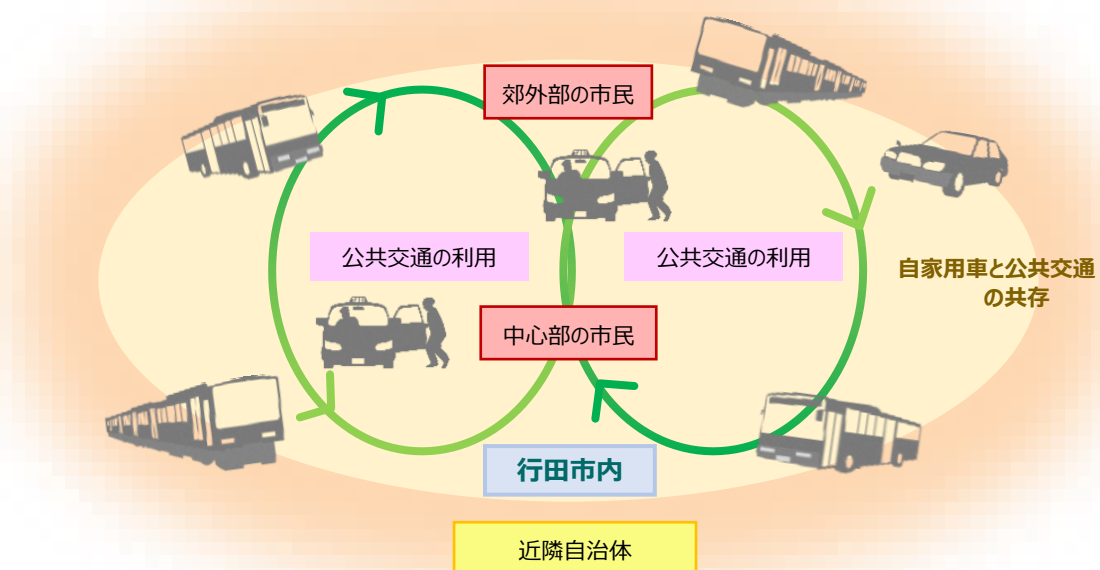 郊外部の市民
公共交通の利用
公共交通の利用
自家用車と公共交通
の共存
中心部の市民
行田市内
近隣自治体